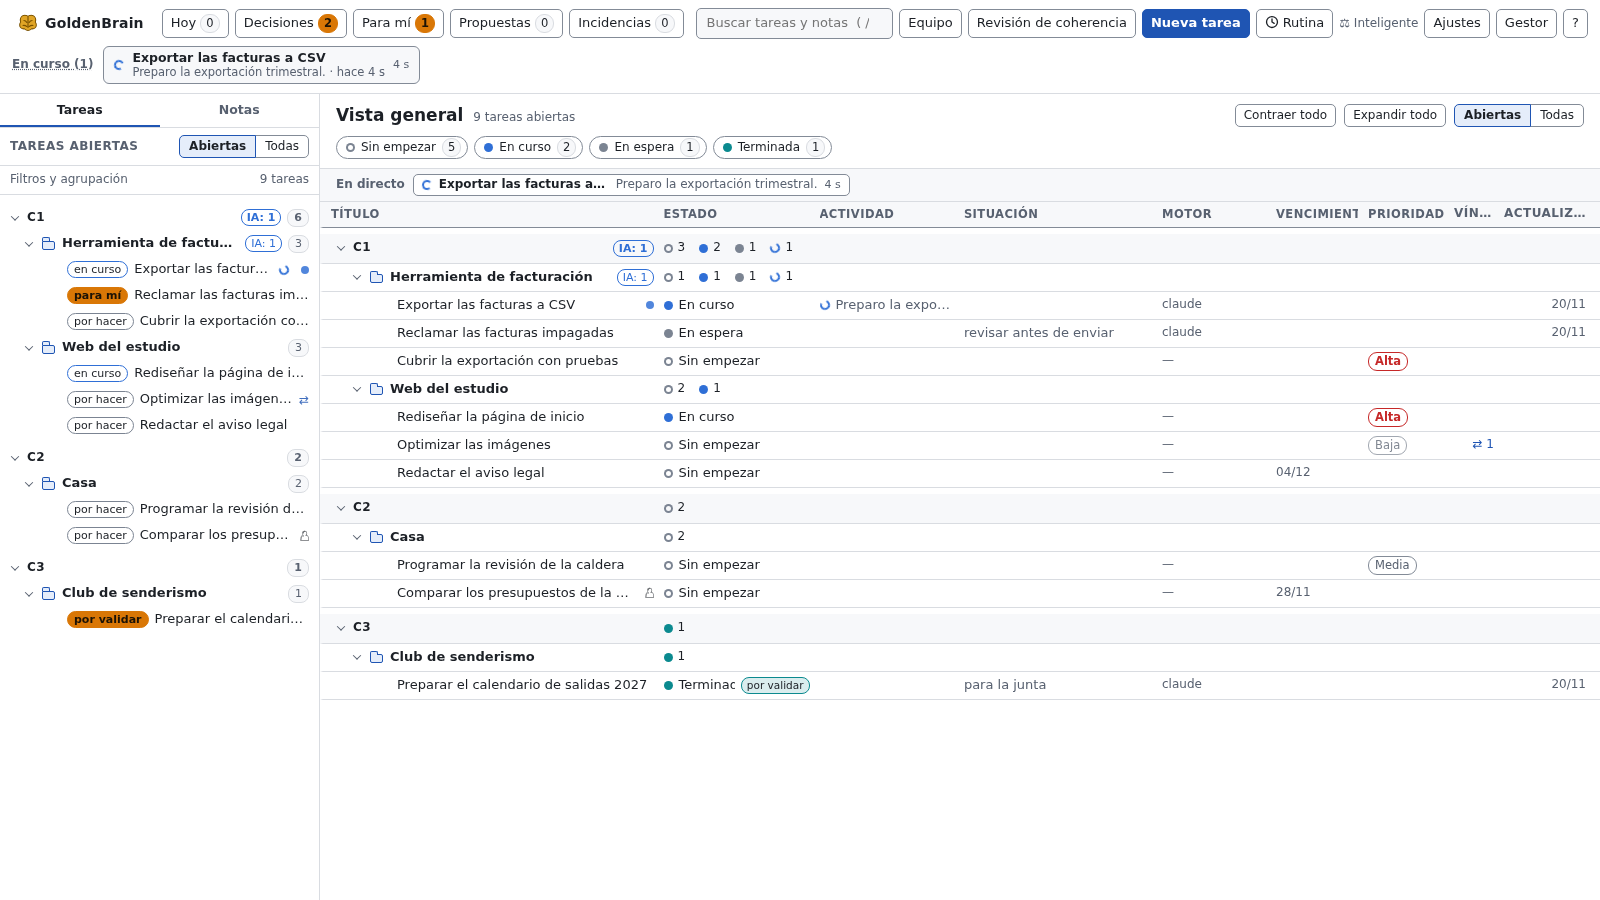 GoldenBrain
Hoy 0
Decisiones 2
Para mí 1
Propuestas 0
Incidencias 0
Buscar tareas y notas ( /
Equipo
Revisión de coherencia
Nueva tarea
Rutina
Inteligente
Ajustes
Gestor
?
En curso (1)
Exportar las facturas a CSV
Preparo la exportación trimestral. · hace 4 s
4 s
Tareas Notas
TAREAS ABIERTAS Abiertas Todas
Filtros y agrupación 9 tareas
C1 IA: 1 6
Herramienta de factu... IA: 1 3
en curso Exportar las factur...
para mí Reclamar las facturas im...
por hacer Cubrir la exportación co...
Web del estudio 3
en curso Rediseñar la página de i...
por hacer Optimizar las imágen... ⇄
por hacer Redactar el aviso legal
C2 2
Casa 2
por hacer Programar la revisión d...
por hacer Comparar los presup...
C3 1
Club de senderismo 1
por validar Preparar el calendari...
Vista general 9 tareas abiertas
Contraer todo Expandir todo Abiertas Todas
Sin empezar 5 En curso 2 En espera 1 Terminada 1
En directo Exportar las facturas a... Preparo la exportación trimestral. 4 s
TÍTULO ESTADO ACTIVIDAD SITUACIÓN MOTOR VENCIMIENT PRIORIDAD VÍN... ACTUALIZ...
C1 IA: 1 3 2 1 1
Herramienta de facturación IA: 1 1 1 1 1
Exportar las facturas a CSV En curso Preparo la expo... claude 20/11
Reclamar las facturas impagadas En espera revisar antes de enviar claude 20/11
Cubrir la exportación con pruebas Sin empezar — Alta
Web del estudio 2 1
Rediseñar la página de inicio En curso — Alta
Optimizar las imágenes Sin empezar — Baja ⇄ 1
Redactar el aviso legal Sin empezar — 04/12
C2 2
Casa 2
Programar la revisión de la caldera Sin empezar — Media
Comparar los presupuestos de la ... Sin empezar — 28/11
C3 1
Club de senderismo 1
Preparar el calendario de salidas 2027 Terminac por validar para la junta claude 20/11